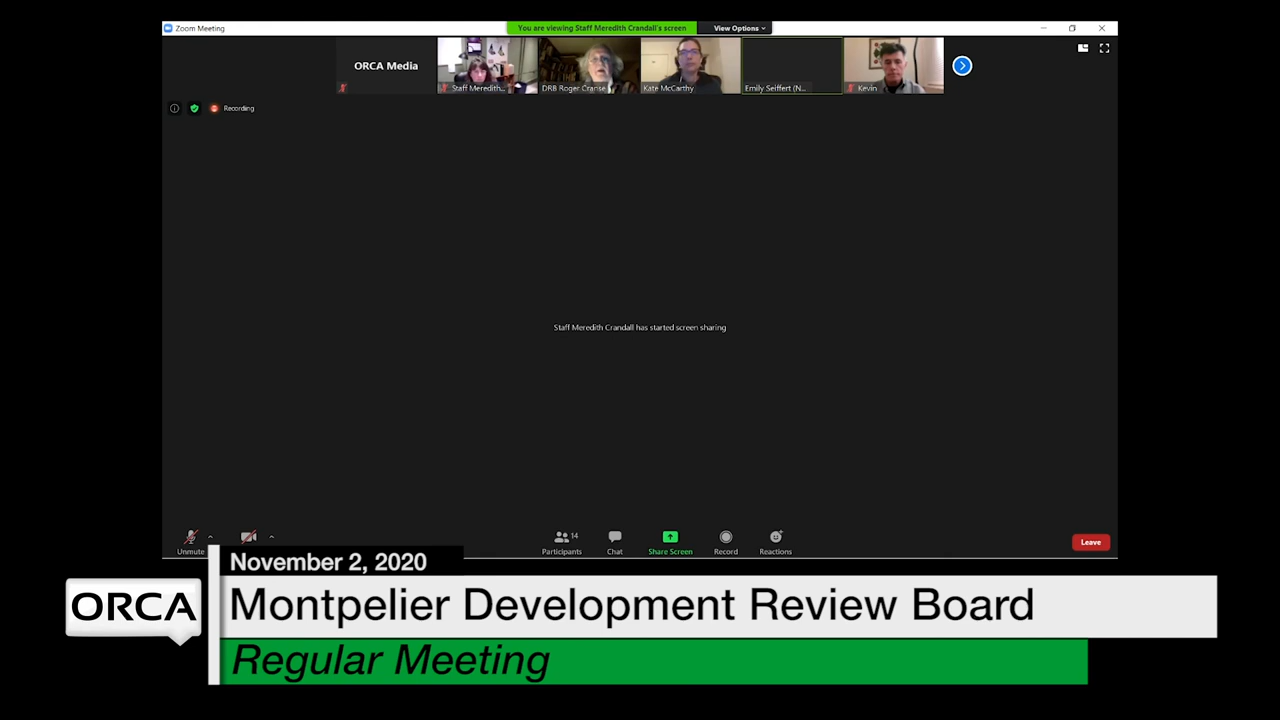 Zoom Meeting
You are viewing Staff Meredith Crandall's screen
View Options
ORCA Media
Staff Meredith...
DRB Roger Cranse
Kate McCarthy
Emily Seiffert (N...
Kevin
Recording
Staff Meredith Crandall has started screen sharing
Unmute
14
Participants
Chat
Share Screen
Record
Reactions
Leave
November 2, 2020
ORCA
Montpelier Development Review Board
Regular Meeting